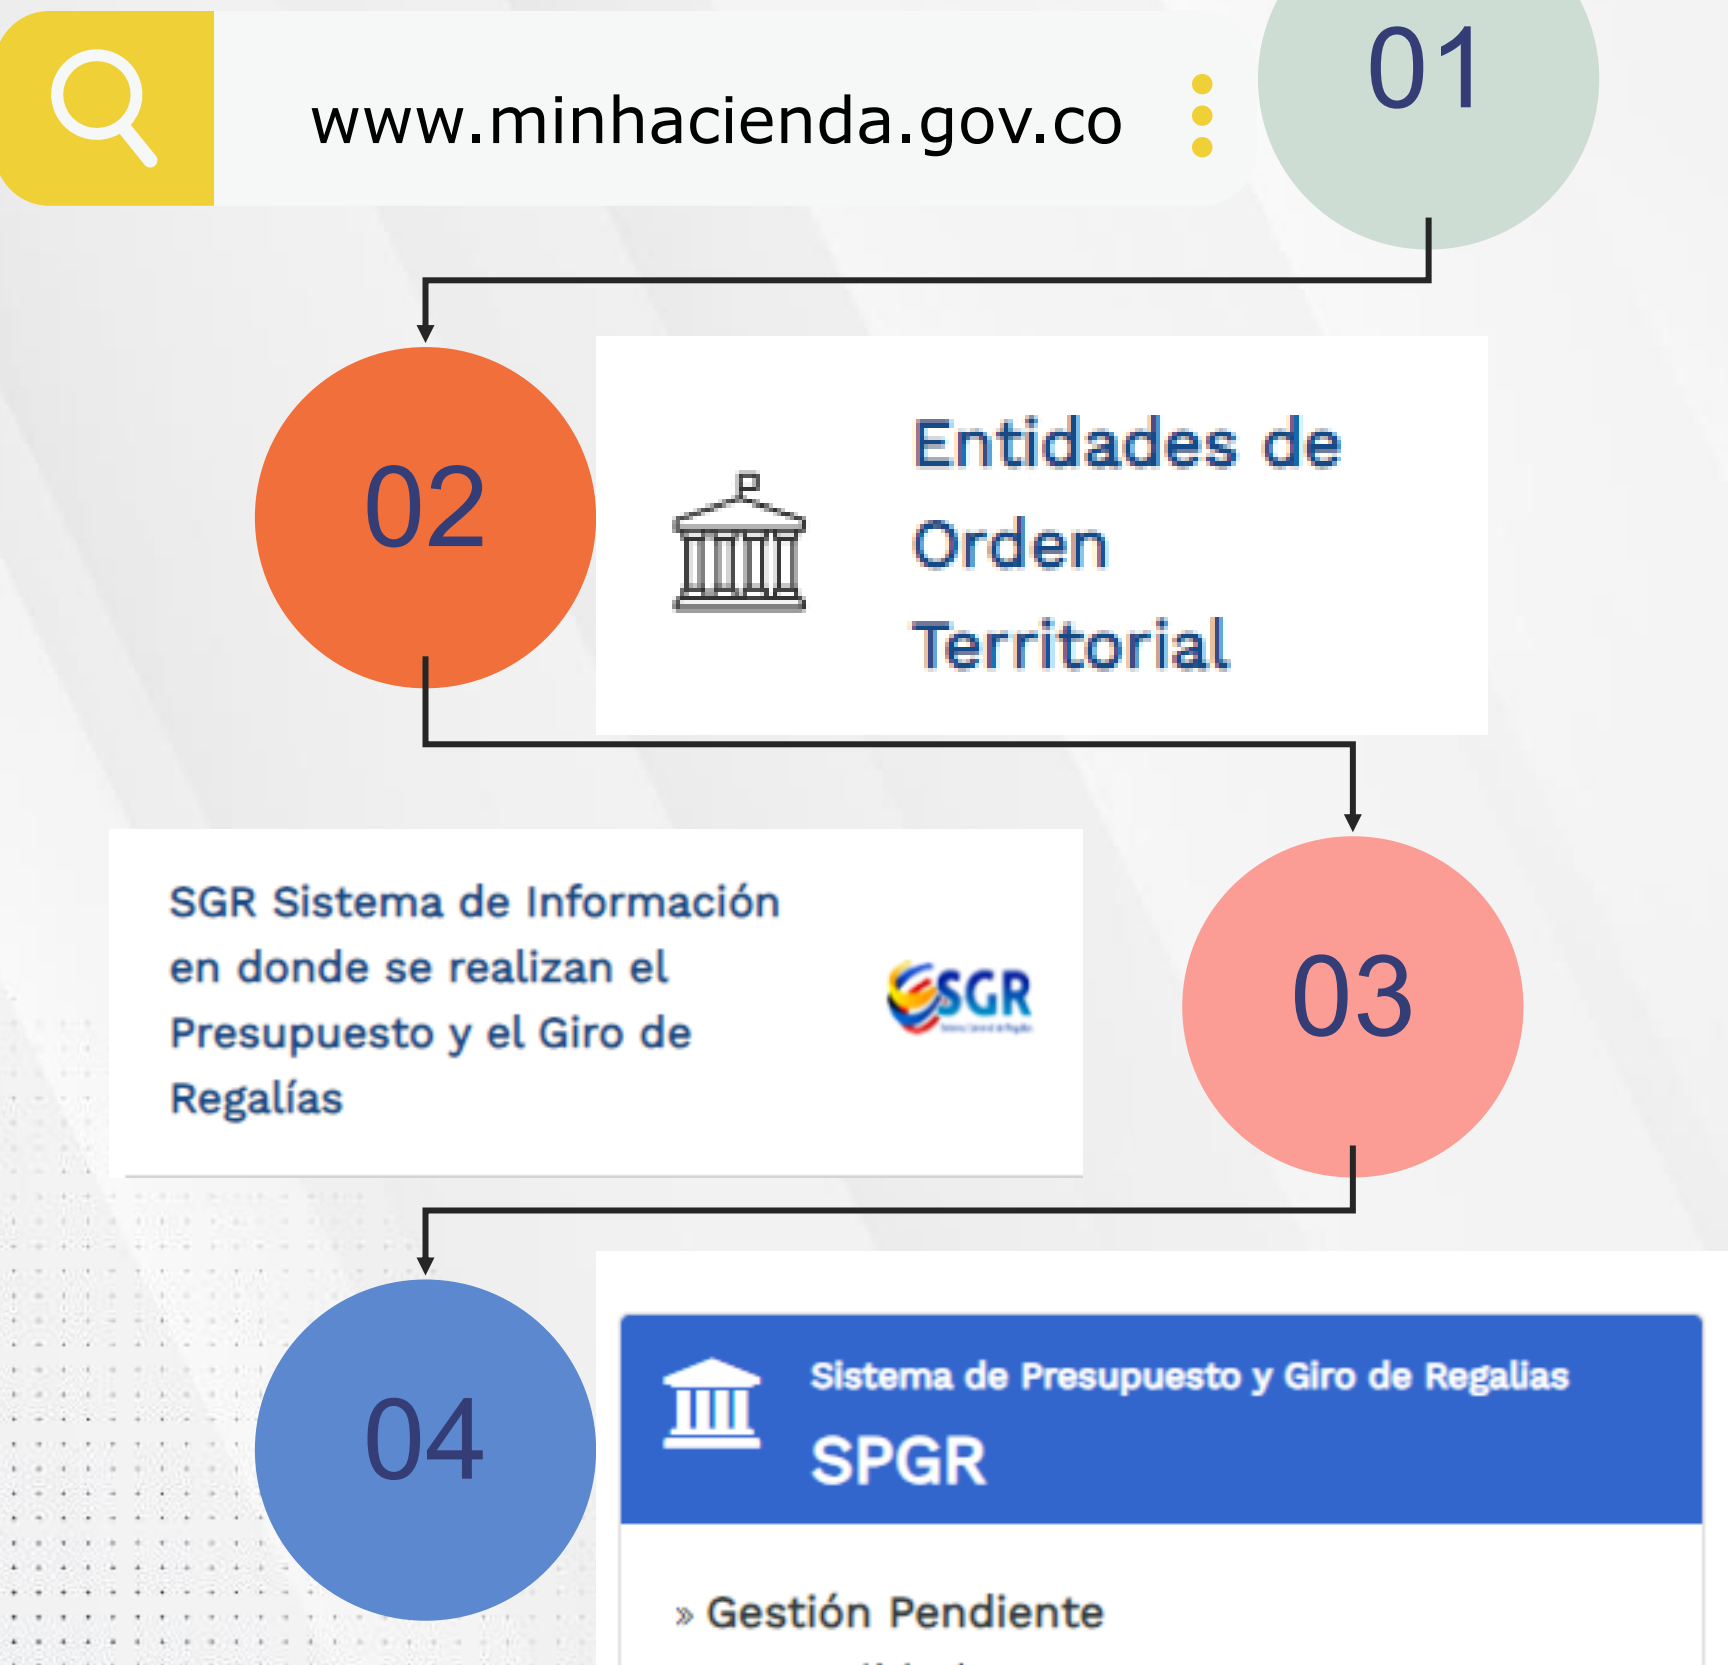 www.minhacienda.gov.co
01
02
Entidades de
Orden
Territorial
SGR Sistema de Información
en donde se realizan el
Presupuesto y el Giro de
Regalías
SGR
03
04
Sistema de Presupuesto y Giro de Regalias
SPGR
» Gestión Pendiente